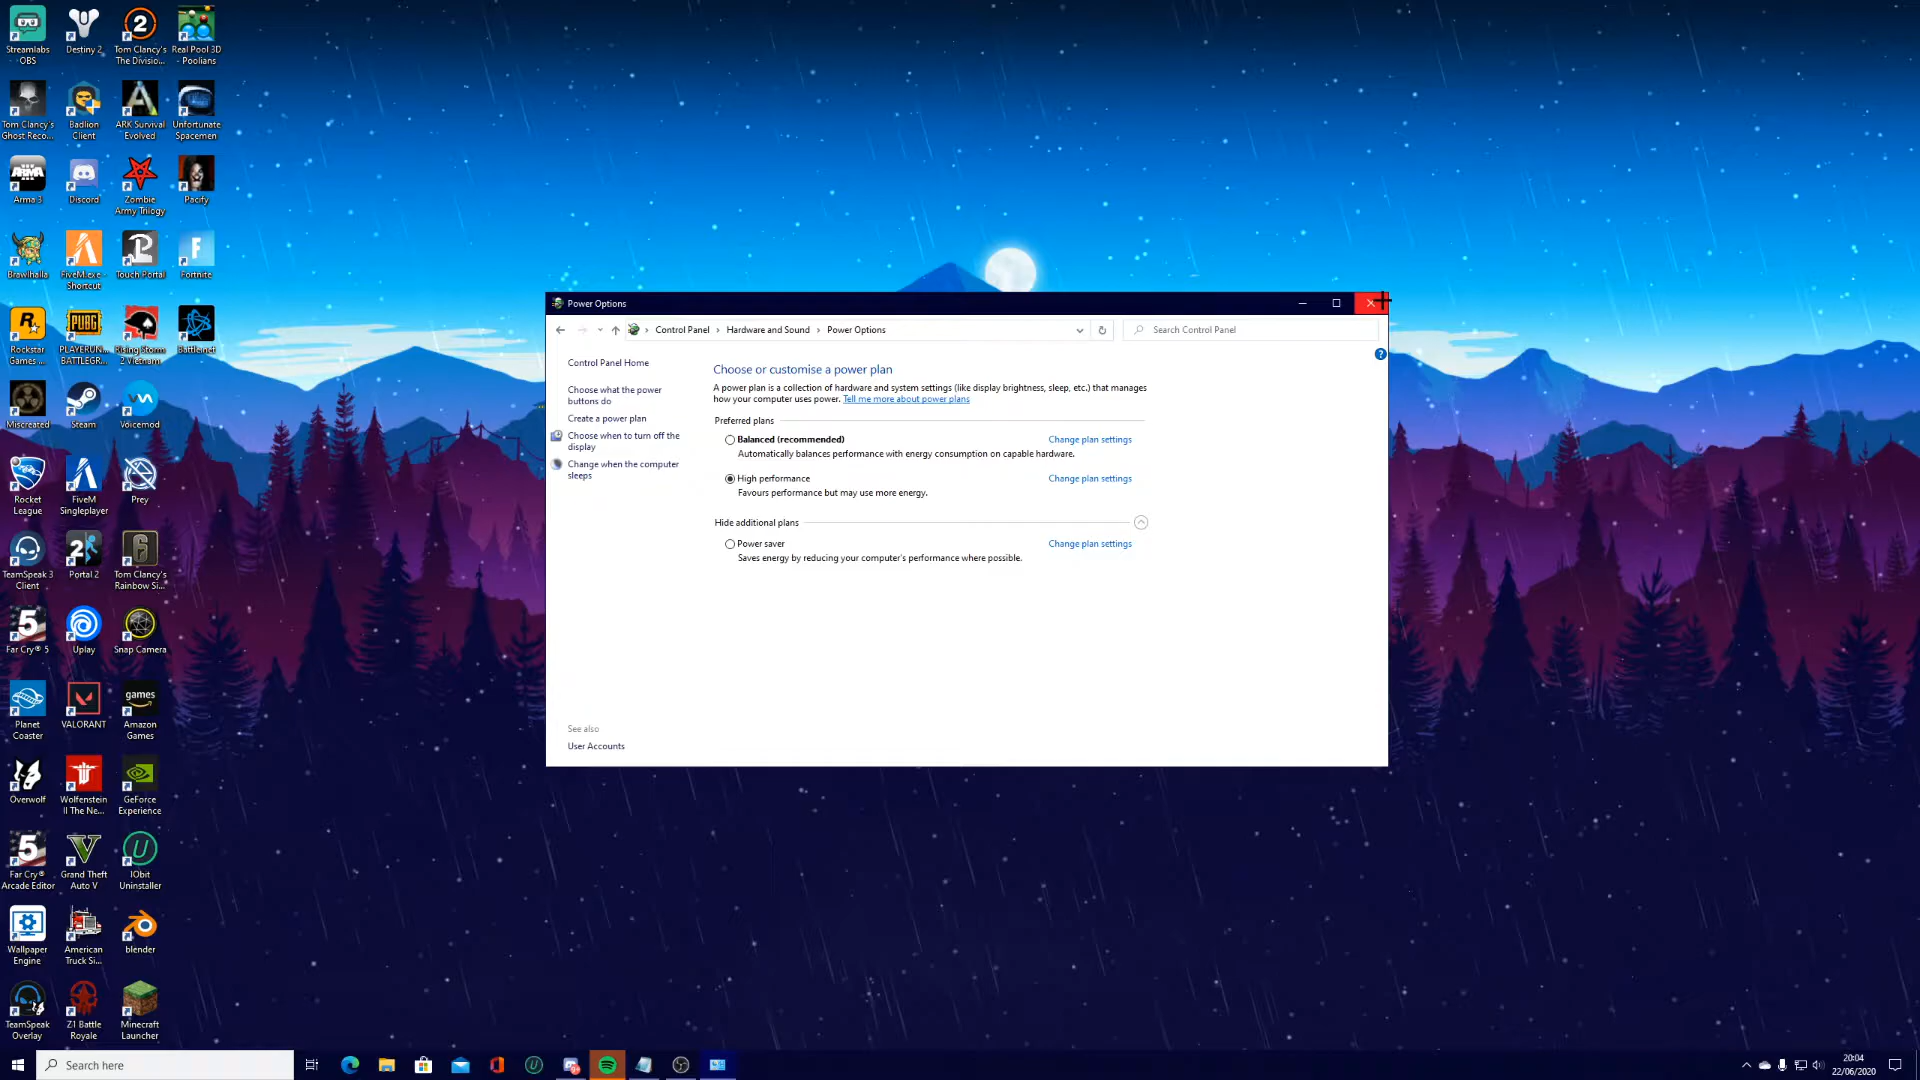 Streamlabs
OBS
Destiny 2
Tom Clancy's
The Divisio...
Real Pool 3D
- Poolians
Tom Clancy's
Ghost Reco...
Badlion
Client
ARK Survival
Evolved
Unfortunate
Spacemen
Arma 3
Discord
Zombie
Army Trilogy
Pacify
Brawlhalla
FiveM.exe -
Shortcut
Touch Portal
Fortnite
Rockstar
Games ...
PLAYERUN...
BATTLEGR...
Rising Storm
2 Vietnam
Battle.net
Miscreated
Steam
Voicemod
Rocket
League
FiveM
Singleplayer
Prey
TeamSpeak 3
Client
Portal 2
Tom Clancy's
Rainbow Si...
Far Cry® 5
Uplay
Snap Camera
Planet
Coaster
VALORANT
games
Amazon
Games
Overwolf
Wolfenstein
II The Ne...
GeForce
Experience
Far Cry®
Arcade Editor
Grand Theft
Auto V
IObit
Uninstaller
Wallpaper
Engine
American
Truck Si...
blender
TeamSpeak
Overlay
Z1 Battle
Royale
Minecraft
Launcher
Power Options
Control Panel > Hardware and Sound > Power Options
Search Control Panel
Control Panel Home
Choose what the power
buttons do
Create a power plan
Choose when to turn off the
display
Change when the computer
sleeps
See also
User Accounts
Choose or customise a power plan
A power plan is a collection of hardware and system settings (like display brightness, sleep, etc.) that manages
how your computer uses power. Tell me more about power plans
Preferred plans
Balanced (recommended) Change plan settings
Automatically balances performance with energy consumption on capable hardware.
High performance Change plan settings
Favours performance but may use more energy.
Hide additional plans
Power saver Change plan settings
Saves energy by reducing your computer's performance where possible.
Search here
20:04
22/06/2020